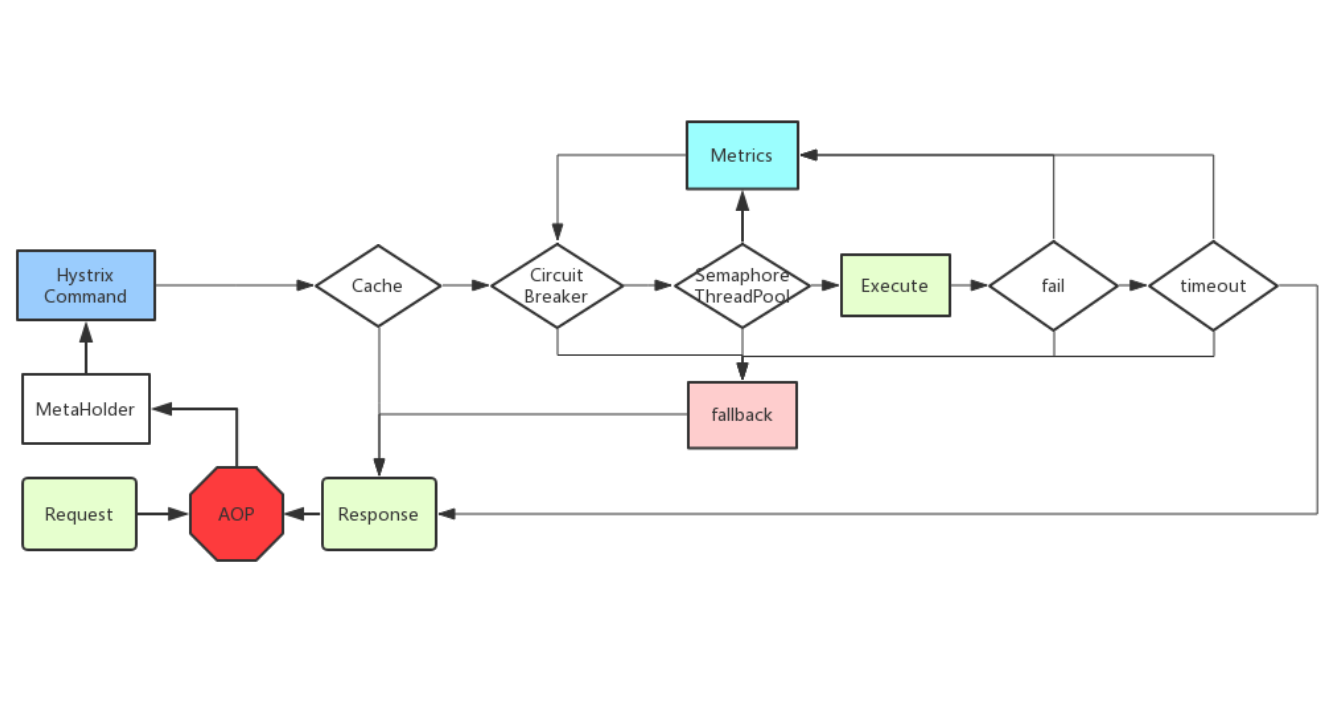 Metrics
Hystrix
Command
Cache
Circuit
Breaker
Semaphore
ThreadPool
Execute
fail
timeout
MetaHolder
fallback
Request
AOP
Response